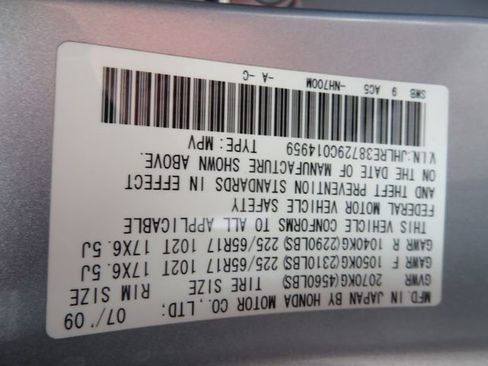 MFD. IN JAPAN BY HONDA MOTOR CO., LTD. 07/'09
GVWR 2070KG(4560LBS) TIRE SIZE RIM SIZE
GAWR F 1050KG(2310LBS) 225/65R17 102T 17X6.5J
GAWR R 1040KG(2290LBS) 225/65R17 102T 17X6.5J
THIS VEHICLE CONFORMS TO ALL APPLICABLE
FEDERAL MOTOR VEHICLE SAFETY
AND THEFT PREVENTION STANDARDS IN EFFECT
ON THE DATE OF MANUFACTURE SHOWN ABOVE.
V.I.N:JHLRE38729C014959 TYPE:MPV
SWB 9 AC5 -NH700M -A -C